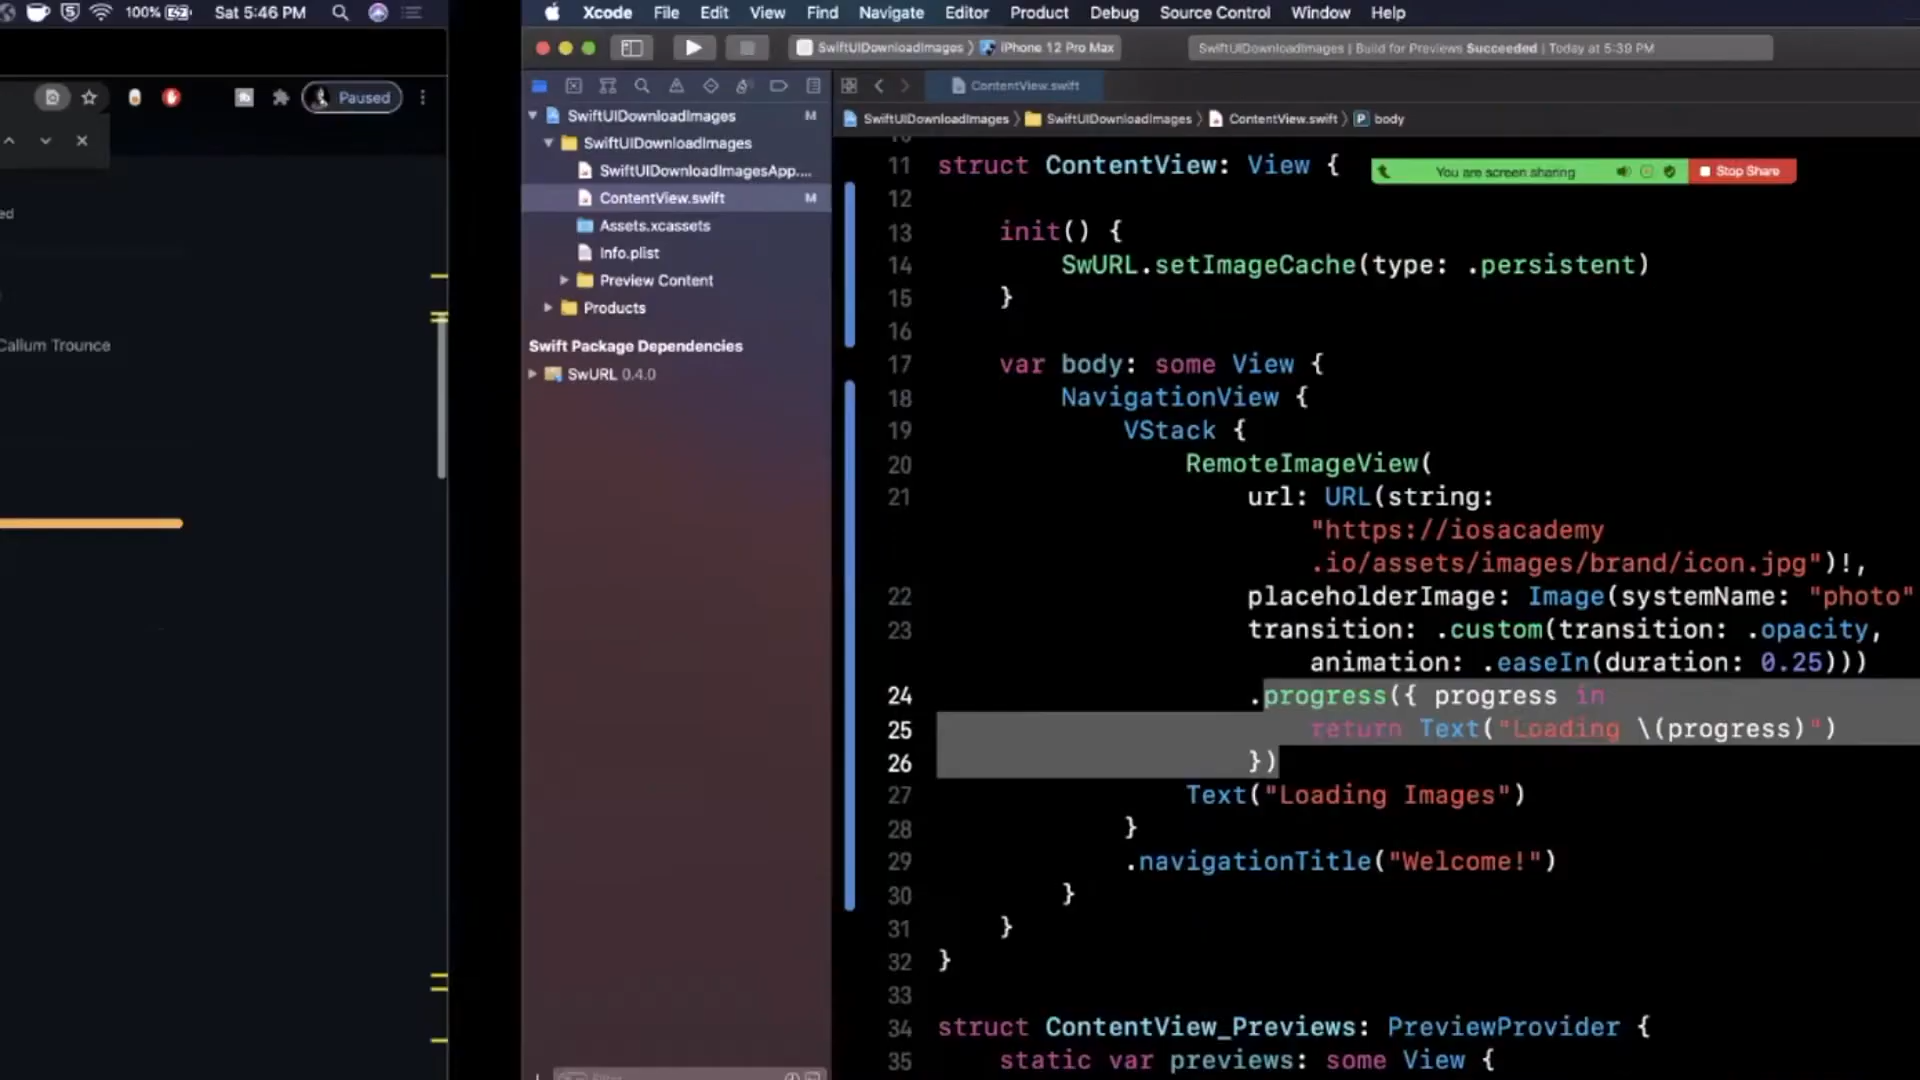 100%
Sat 5:46 PM
Xcode File Edit View Find Navigate Editor Product Debug Source Control Window Help
SwiftUIDownloadImages ⟩ iPhone 12 Pro Max
SwiftUIDownloadImages | Build for Previews Succeeded | Today at 5:39 PM
Paused
ed
Callum Trounce
SwiftUIDownloadImages M
SwiftUIDownloadImages
SwiftUIDownloadImagesApp....
ContentView.swift M
Assets.xcassets
Info.plist
Preview Content
Products
Swift Package Dependencies
SwURL 0.4.0
ContentView.swift
SwiftUIDownloadImages ⟩ SwiftUIDownloadImages ⟩ ContentView.swift ⟩ P body
You are screen sharing
Stop Share
11 struct ContentView: View {
12
13 init() {
14 SwURL.setImageCache(type: .persistent)
15 }
16
17 var body: some View {
18 NavigationView {
19 VStack {
20 RemoteImageView(
21 url: URL(string:
"https://iosacademy
.io/assets/images/brand/icon.jpg")!,
22 placeholderImage: Image(systemName: "photo"
23 transition: .custom(transition: .opacity,
animation: .easeIn(duration: 0.25)))
24 .progress({ progress in
25 return Text("Loading \(progress)")
26 })
27 Text("Loading Images")
28 }
29 .navigationTitle("Welcome!")
30 }
31 }
32 }
33
34 struct ContentView_Previews: PreviewProvider {
35 static var previews: some View {